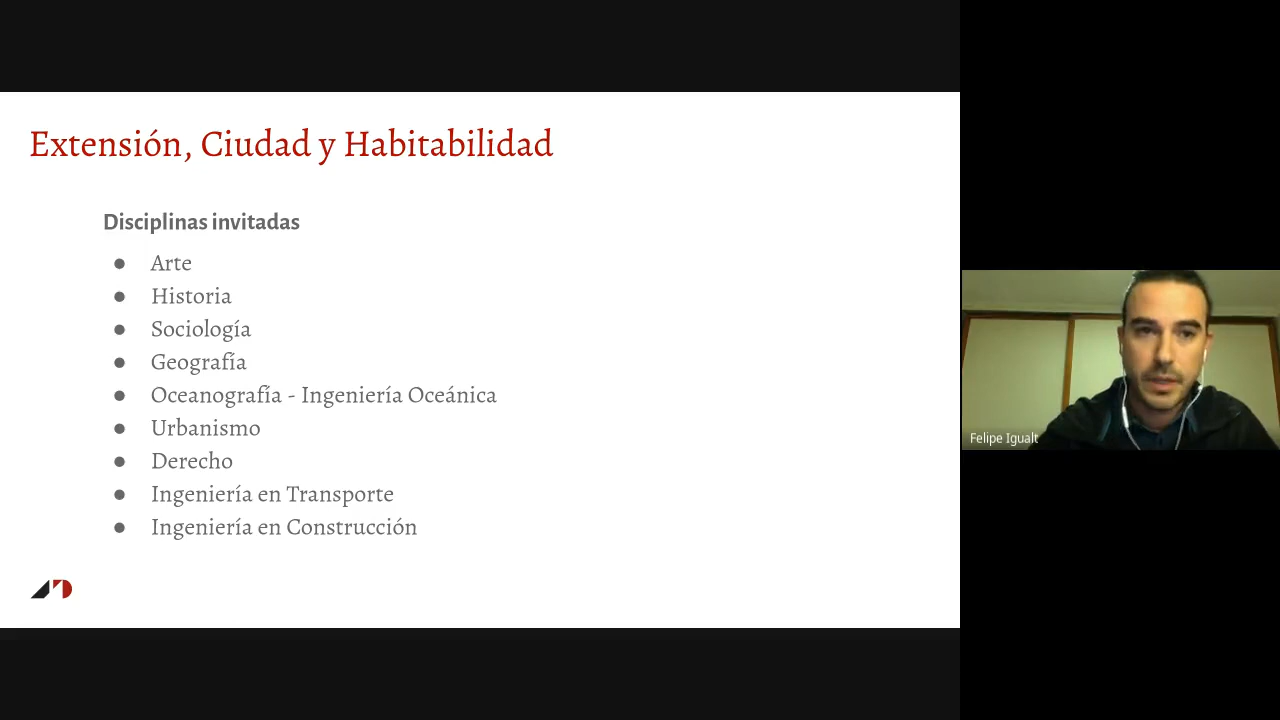 Extensión, Ciudad y Habitabilidad
Disciplinas invitadas
● Arte
● Historia
● Sociología
● Geografía
● Oceanografía - Ingeniería Oceánica
● Urbanismo
● Derecho
● Ingeniería en Transporte
● Ingeniería en Construcción
Felipe Igualt